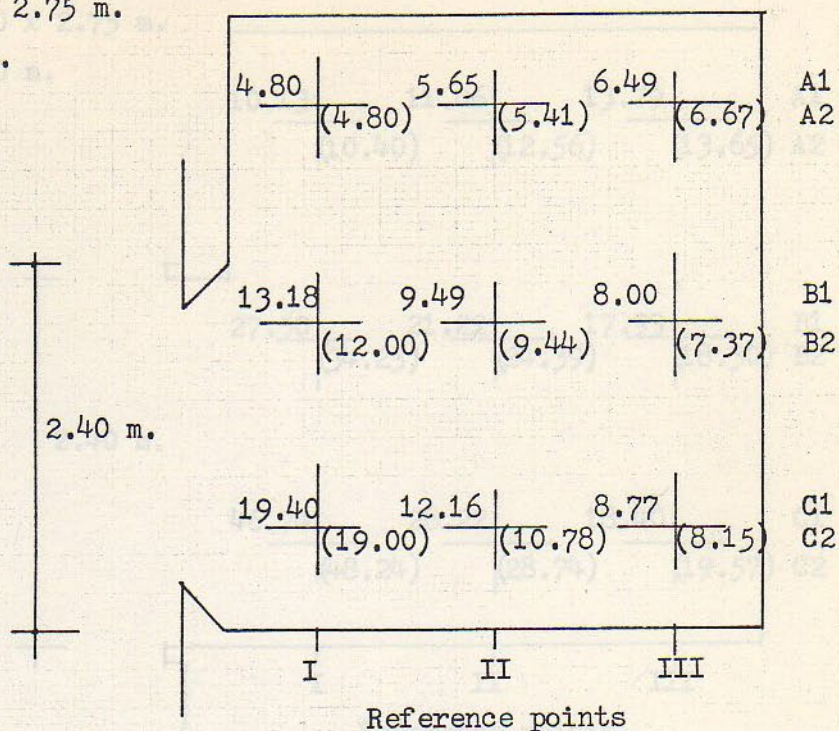 2.75 m.
4.80 5.65 6.49 A1
(4.80) (5.41) (6.67) A2
13.18 9.49 8.00 B1
(12.00) (9.44) (7.37) B2
2.40 m.
19.40 12.16 8.77 C1
(19.00) (10.78) (8.15) C2
I II III
Reference points